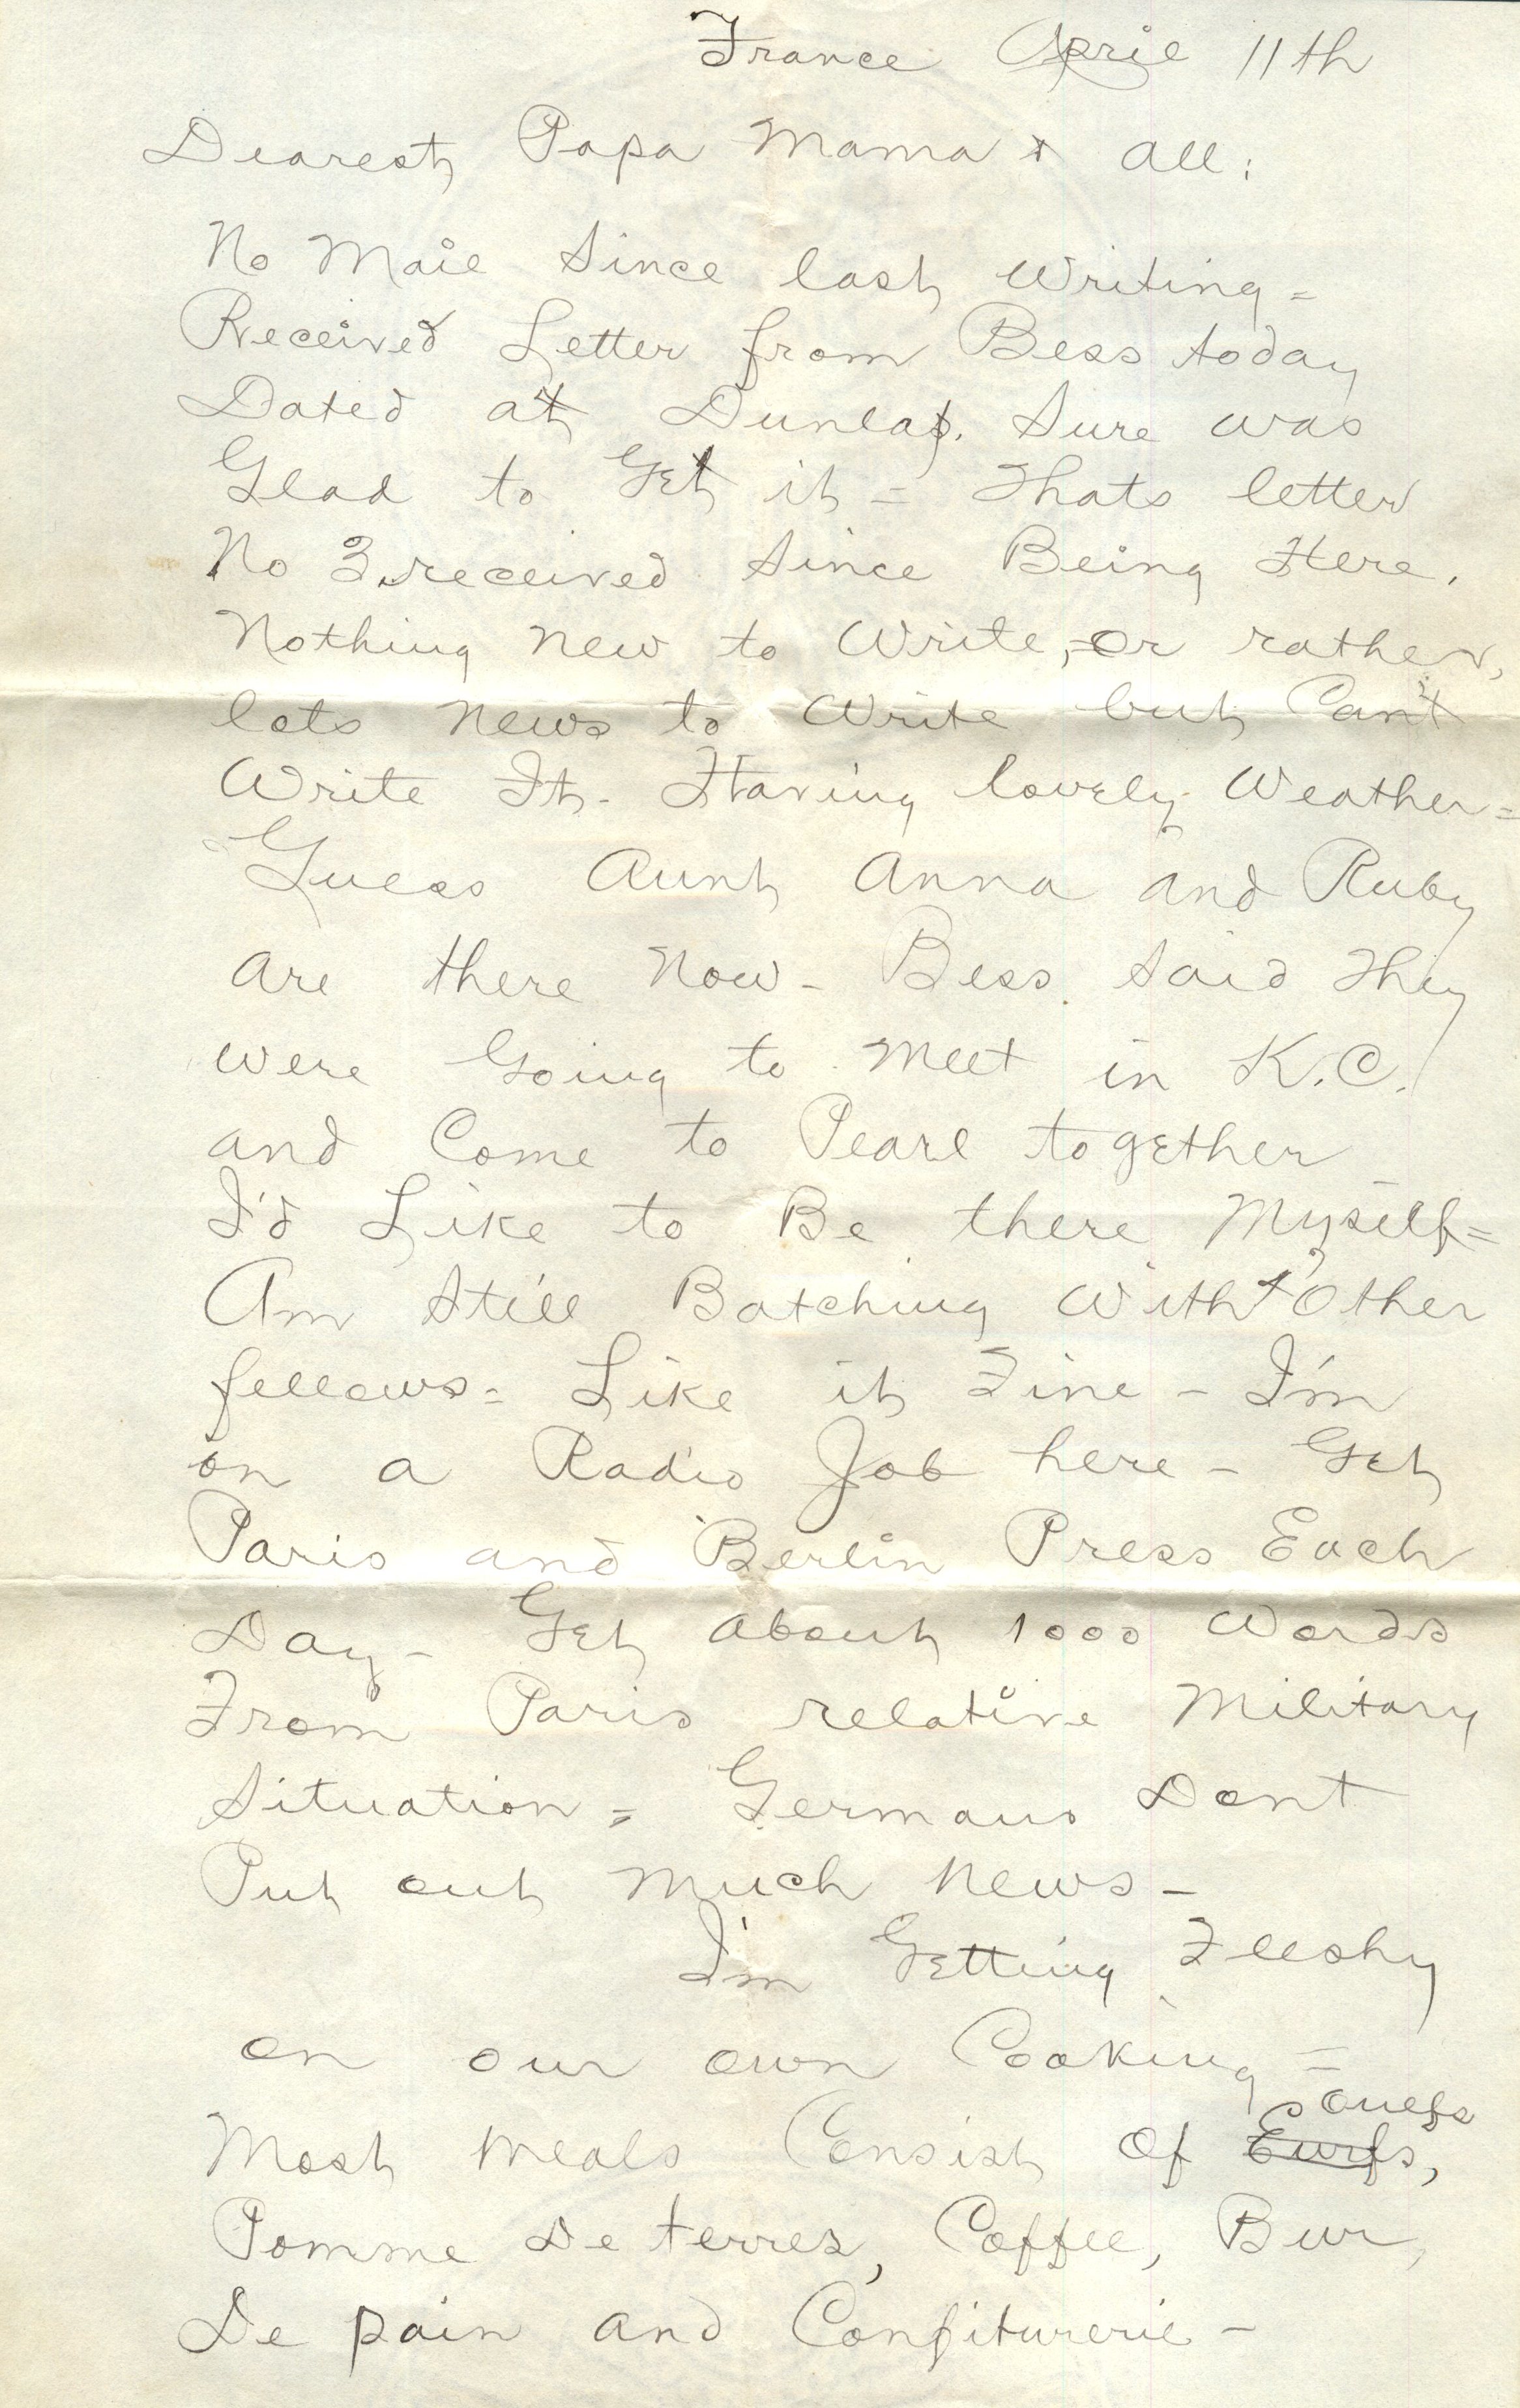 France April 11th
Dearest Papa Mama & all:
No Mail Since last Writing =
Received Letter from Bess today
Dated at Dunlap. Sure was
Glad to Get it = Thats letter
No 3 received Since Being Here.
Nothing New to Write, - or rather,
lots News to Write but Can't
Write It - Having lovely Weather =
Guess Aunt Anna and Ruby
are there Now - Bess said They
were Going to Meet in K.C.
and Come to Pearl together
I'd Like to Be there Myself =
Am Still Batching With 7 Other
fellows = Like it Fine - I'm
on a Radio Job here - Get
Paris and Berlin Press Each
Day - Get about 1000 Words
From Paris relative Military
Situation = Germans Dont
Put out Much News -
I'm Getting Fleshy
on our own Cooking =
Ouefs
Most Meals Consist Of Eurfs,
Pomme De terres, Coffee, Bur,
De pain and Confiturerie -